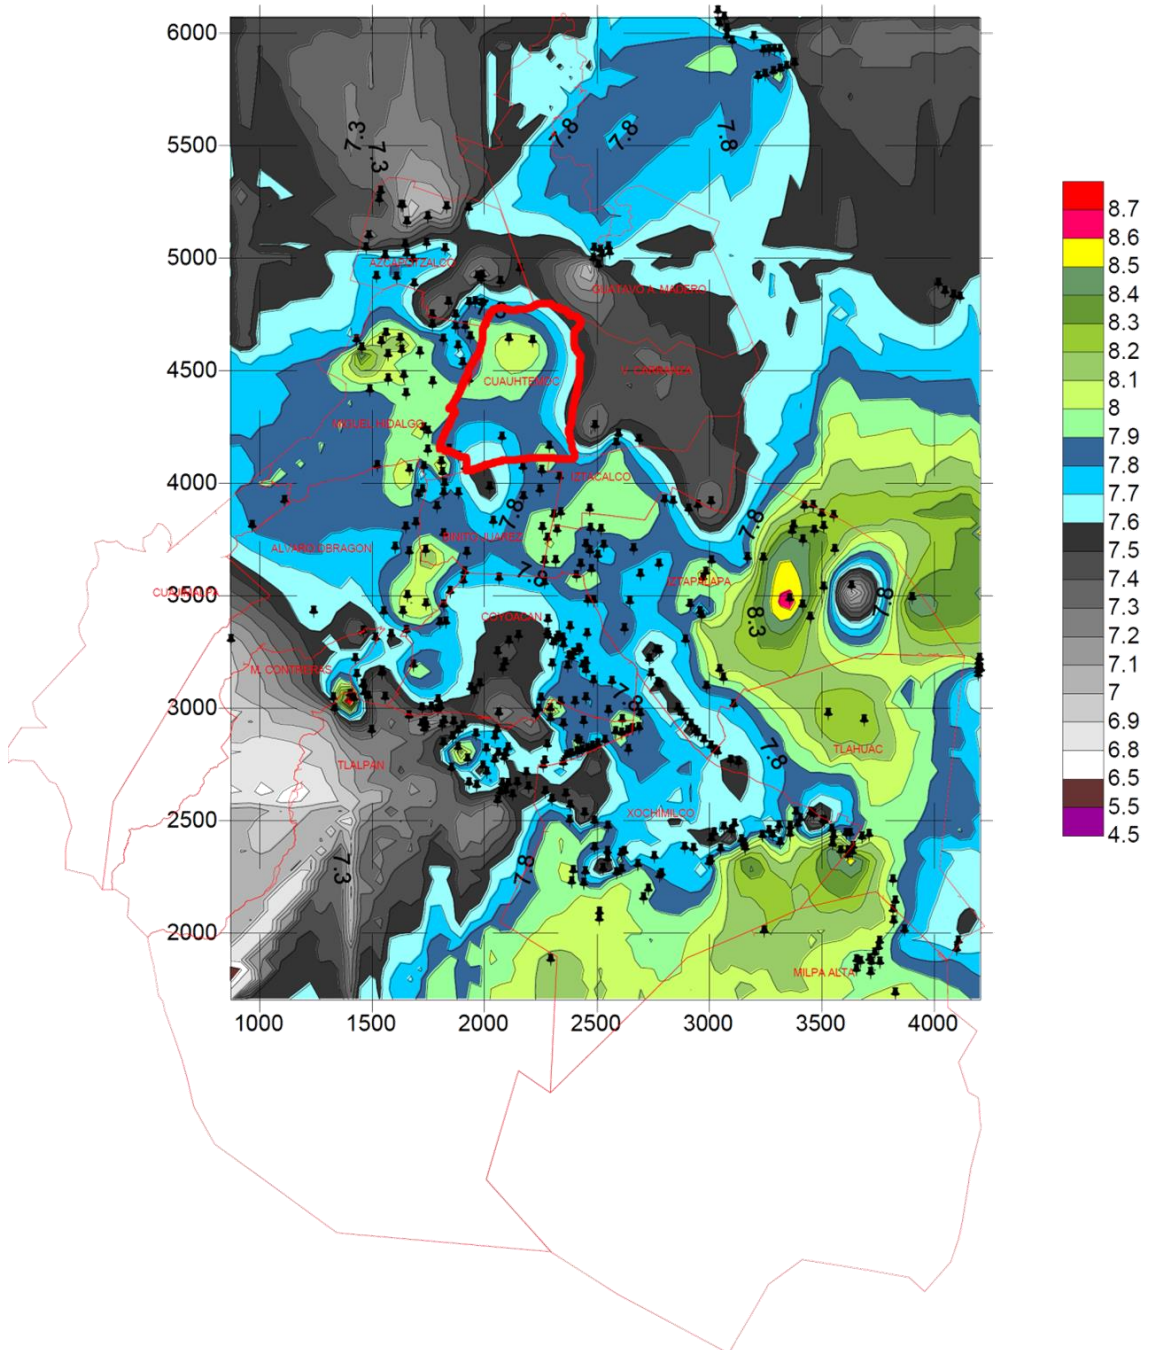 6000
5500
5000
4500
4000
3500
3000
2500
2000
1000 1500 2000 2500 3000 3500 4000
7.3
7.3
7.8
7.8
7.8
AZCAPOTZALCO
GUSTAVO A. MADERO
7.8
V. CARRANZA
CUAUHTEMOC
MIGUEL HIDALGO
IZTACALCO
7.8
7.8
ALVARO OBRAGON
BENITO JUAREZ
7.8
IZTAPALAPA
CUAJIMALPA
7.8
8.3
COYOACAN
M. CONTRERAS
7.8
7.8
TLAHUAC
TLALPAN
XOCHIMILCO
7.3
7.8
MILPA ALTA
8.7
8.6
8.5
8.4
8.3
8.2
8.1
8
7.9
7.8
7.7
7.6
7.5
7.4
7.3
7.2
7.1
7
6.9
6.8
6.5
5.5
4.5